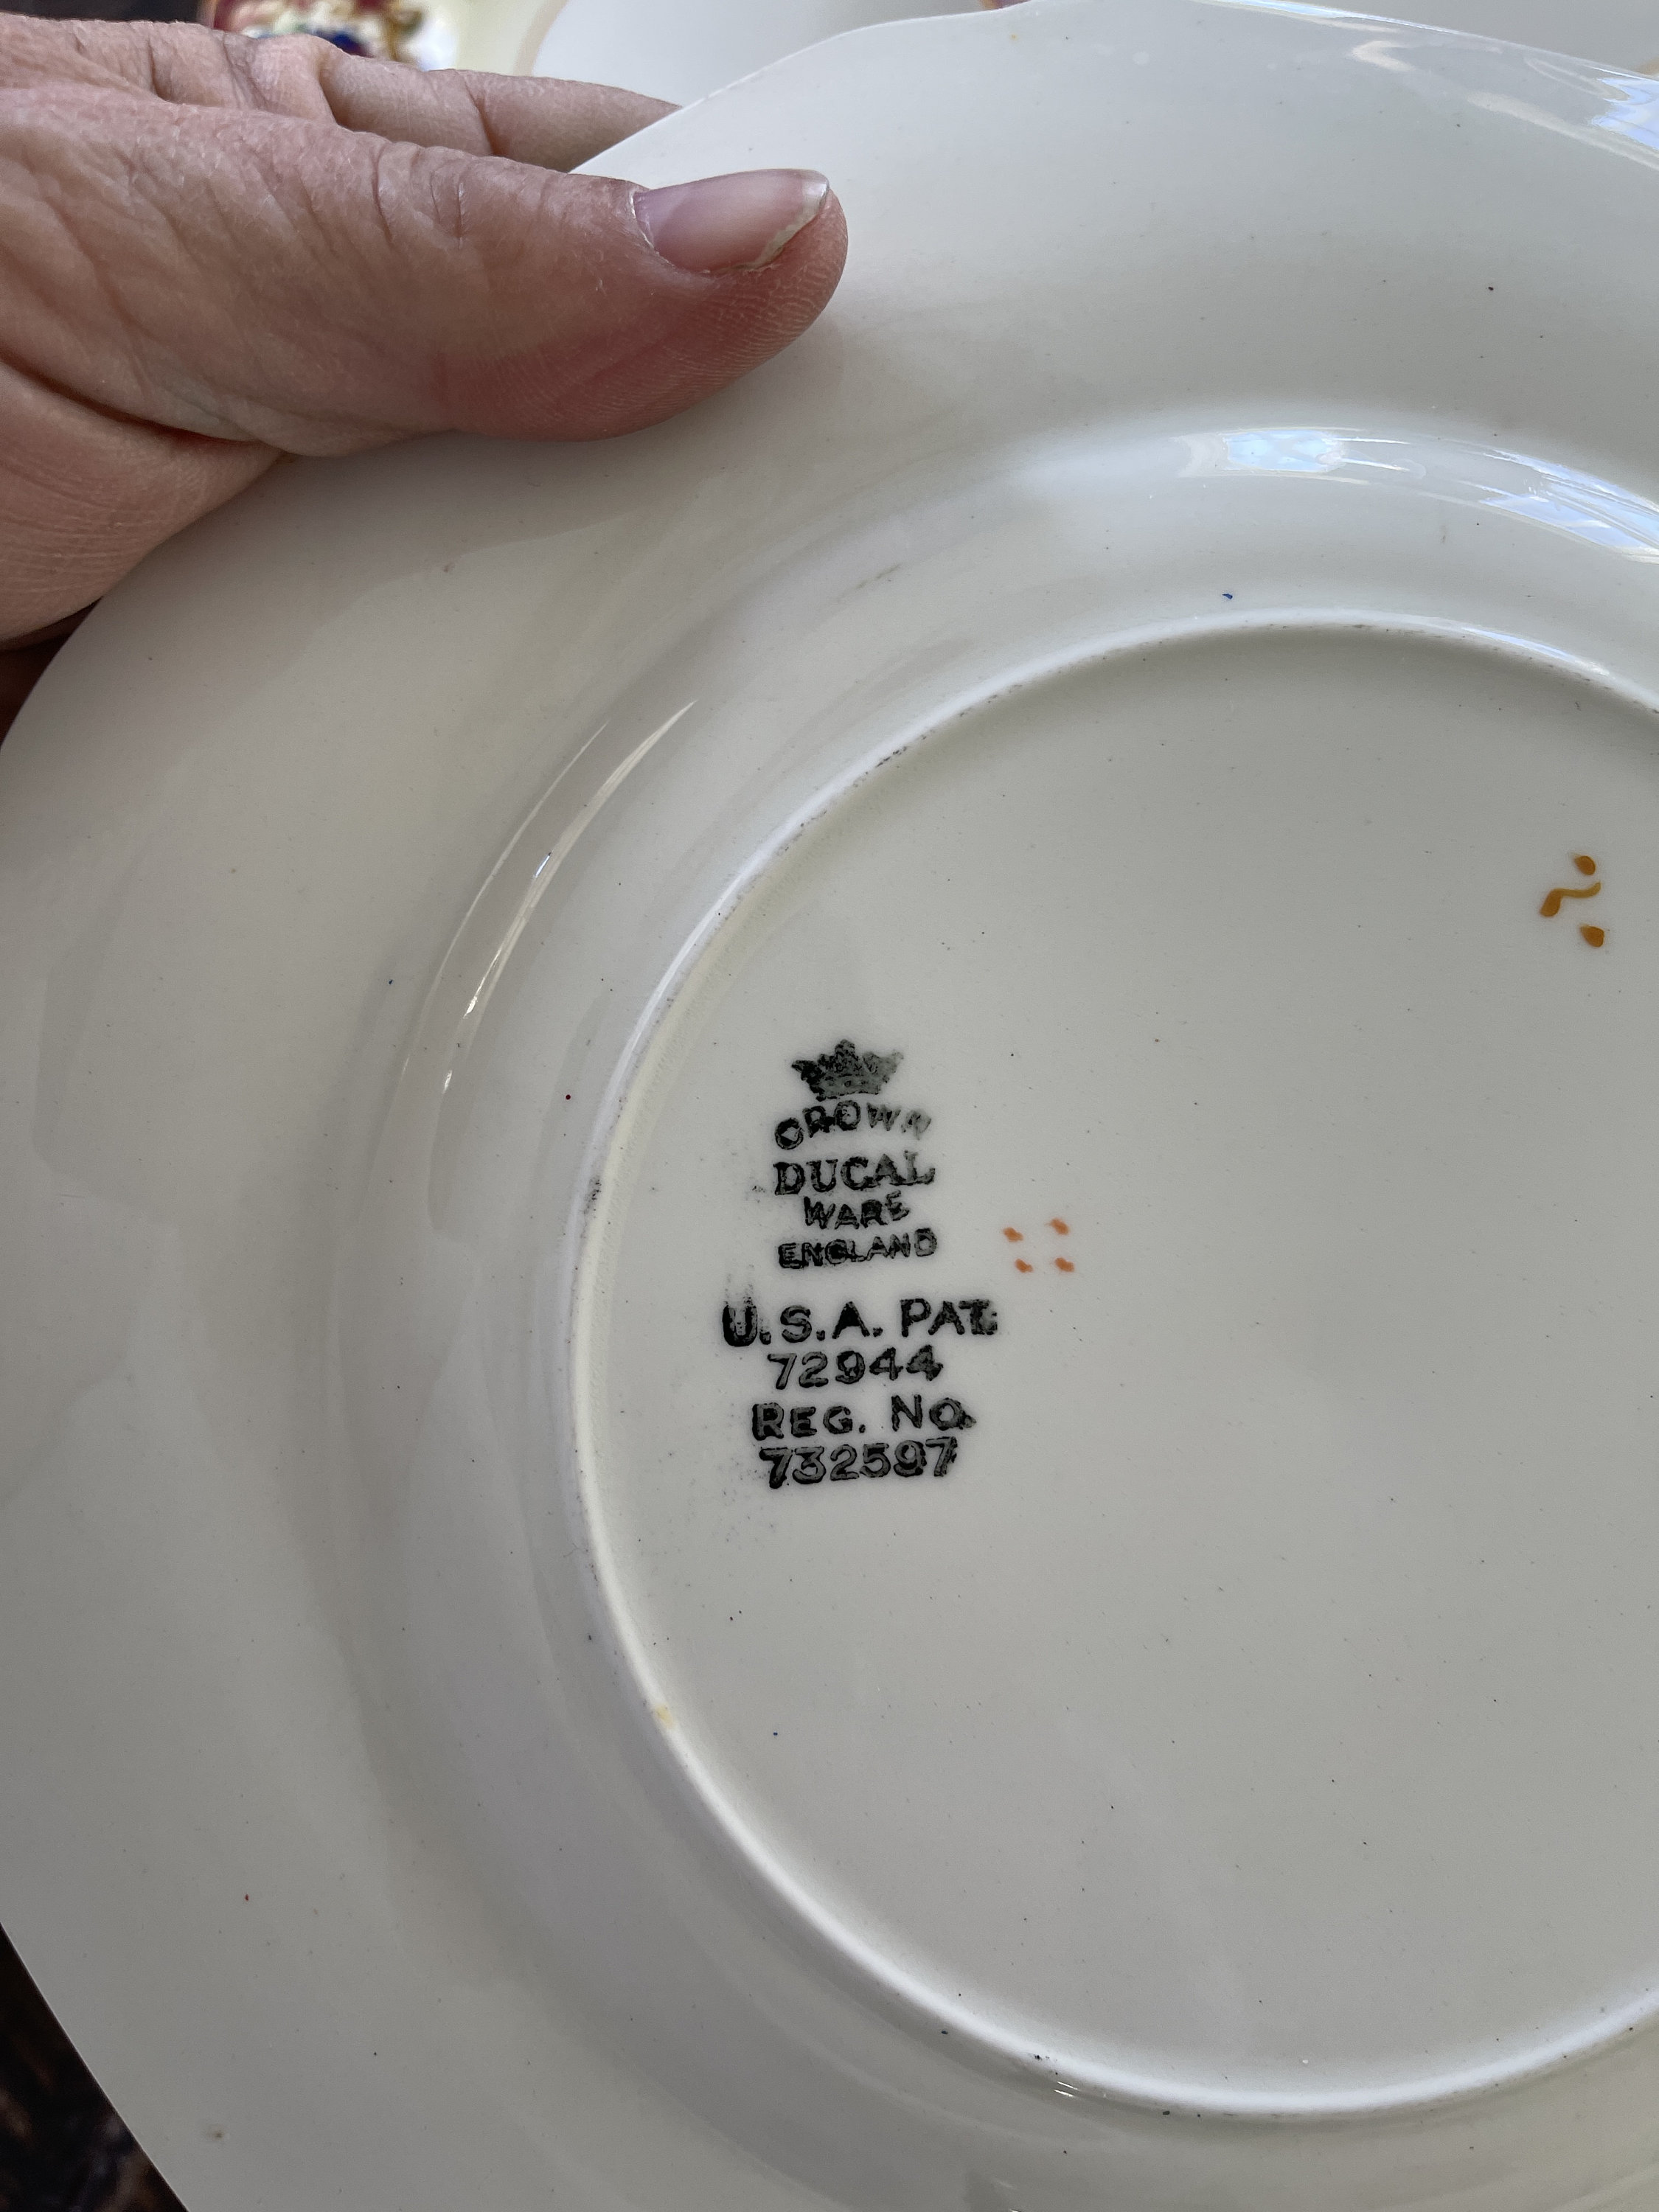 CROWN
DUCAL
WARE
ENGLAND
U.S.A. PAT.
72944
REG. NO.
732597